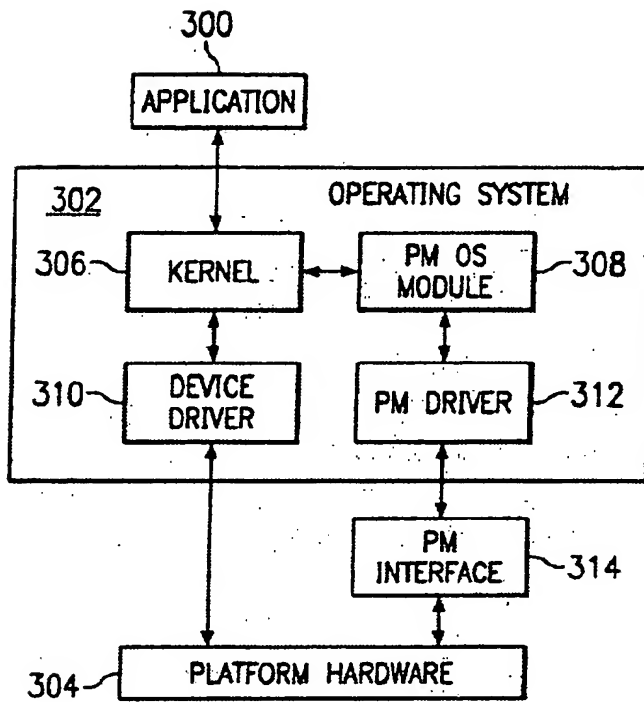 300
APPLICATION
302
OPERATING SYSTEM
306
KERNEL
PM OS
MODULE
308
310
DEVICE
DRIVER
PM DRIVER
312
PM
INTERFACE
314
304
PLATFORM HARDWARE